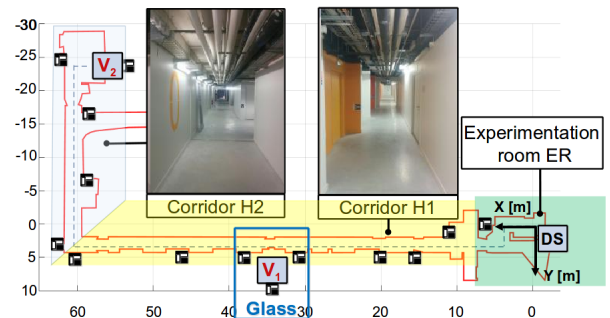 -30
-25
-20
-15
-10
-5
0
5
10
V2
Corridor H2
Corridor H1
Experimentation
room ER
X [m]
DS
Y [m]
V1
Glass
60
50
40
30
20
10
0